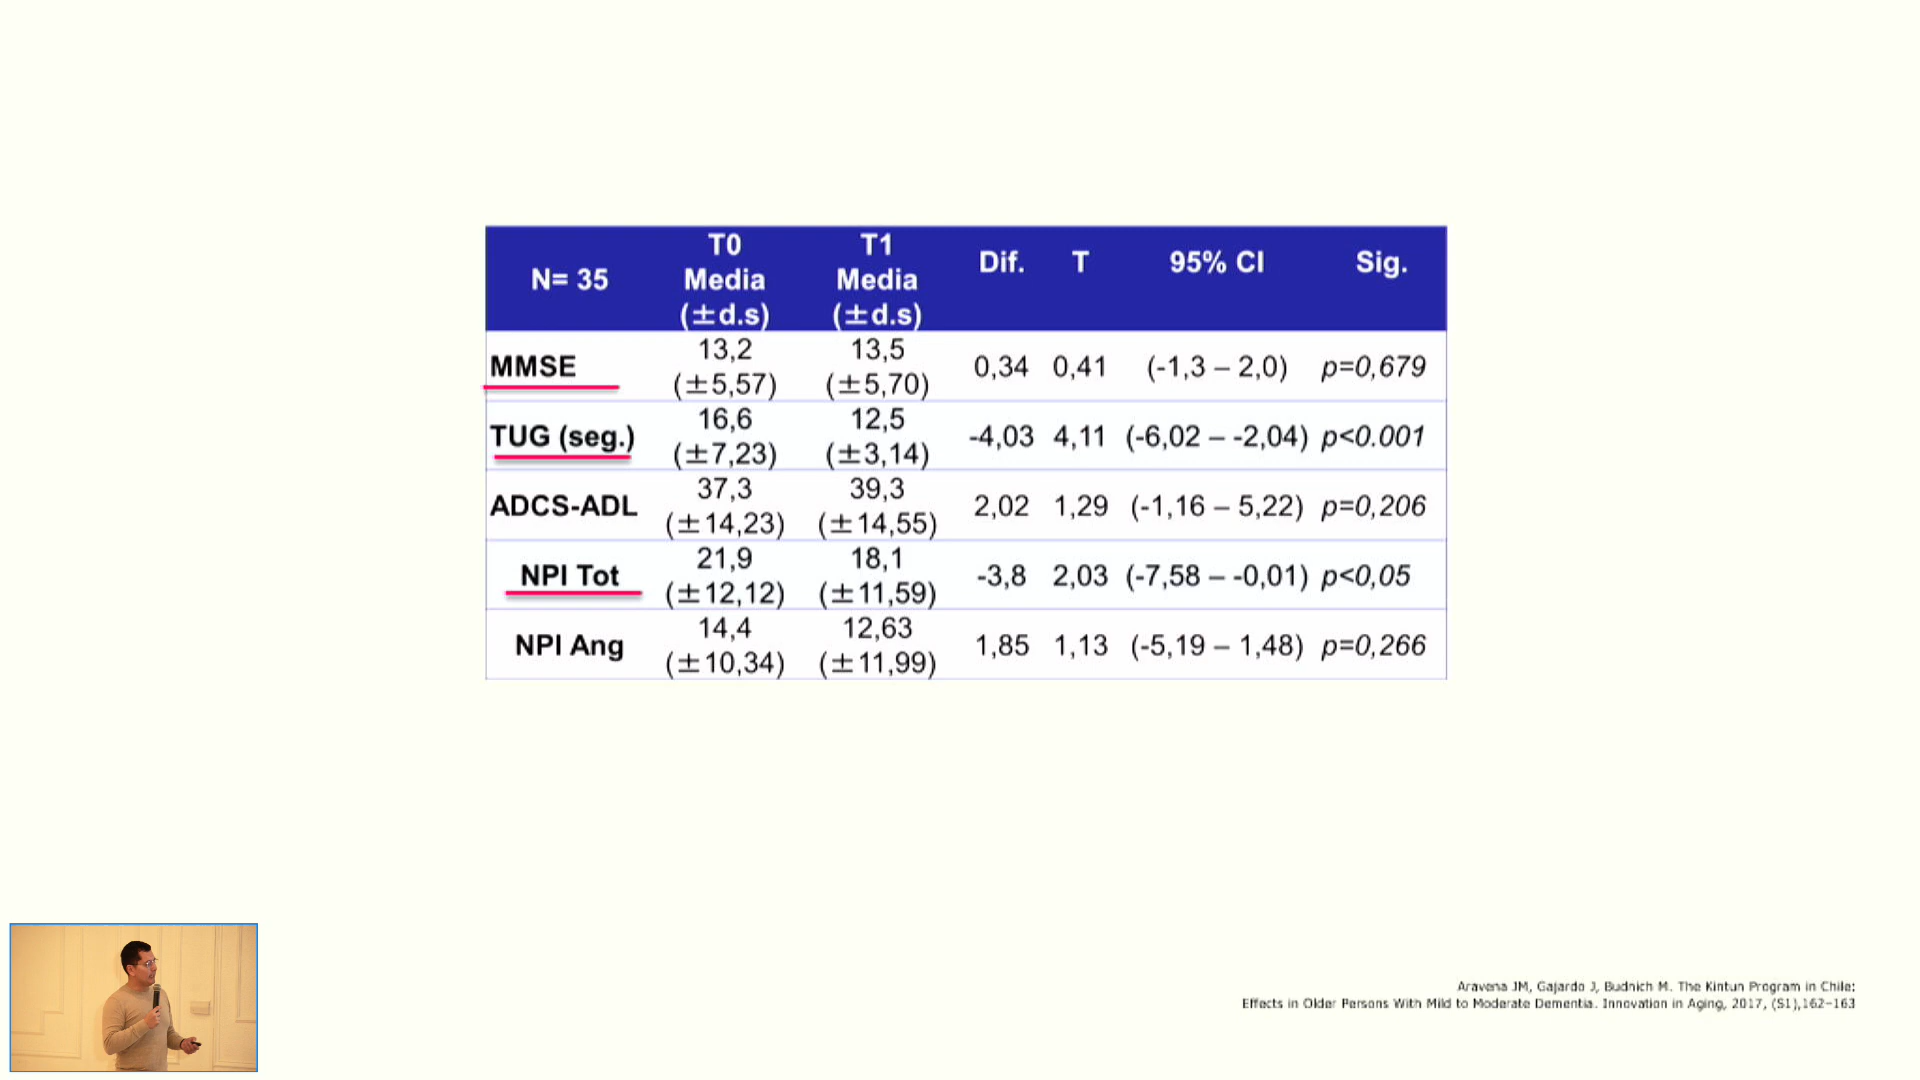 N= 35 T0 Media (±d.s) T1 Media (±d.s) Dif. T 95% CI Sig.
MMSE 13,2 (±5,57) 13,5 (±5,70) 0,34 0,41 (-1,3 – 2,0) p=0,679
TUG (seg.) 16,6 (±7,23) 12,5 (±3,14) -4,03 4,11 (-6,02 – -2,04) p<0.001
ADCS-ADL 37,3 (±14,23) 39,3 (±14,55) 2,02 1,29 (-1,16 – 5,22) p=0,206
NPI Tot 21,9 (±12,12) 18,1 (±11,59) -3,8 2,03 (-7,58 – -0,01) p<0,05
NPI Ang 14,4 (±10,34) 12,63 (±11,99) 1,85 1,13 (-5,19 – 1,48) p=0,266
Aravena JM, Gajardo J, Budnich M. The Kintun Program in Chile:
Effects in Older Persons With Mild to Moderate Dementia. Innovation in Aging, 2017, (S1),162-163